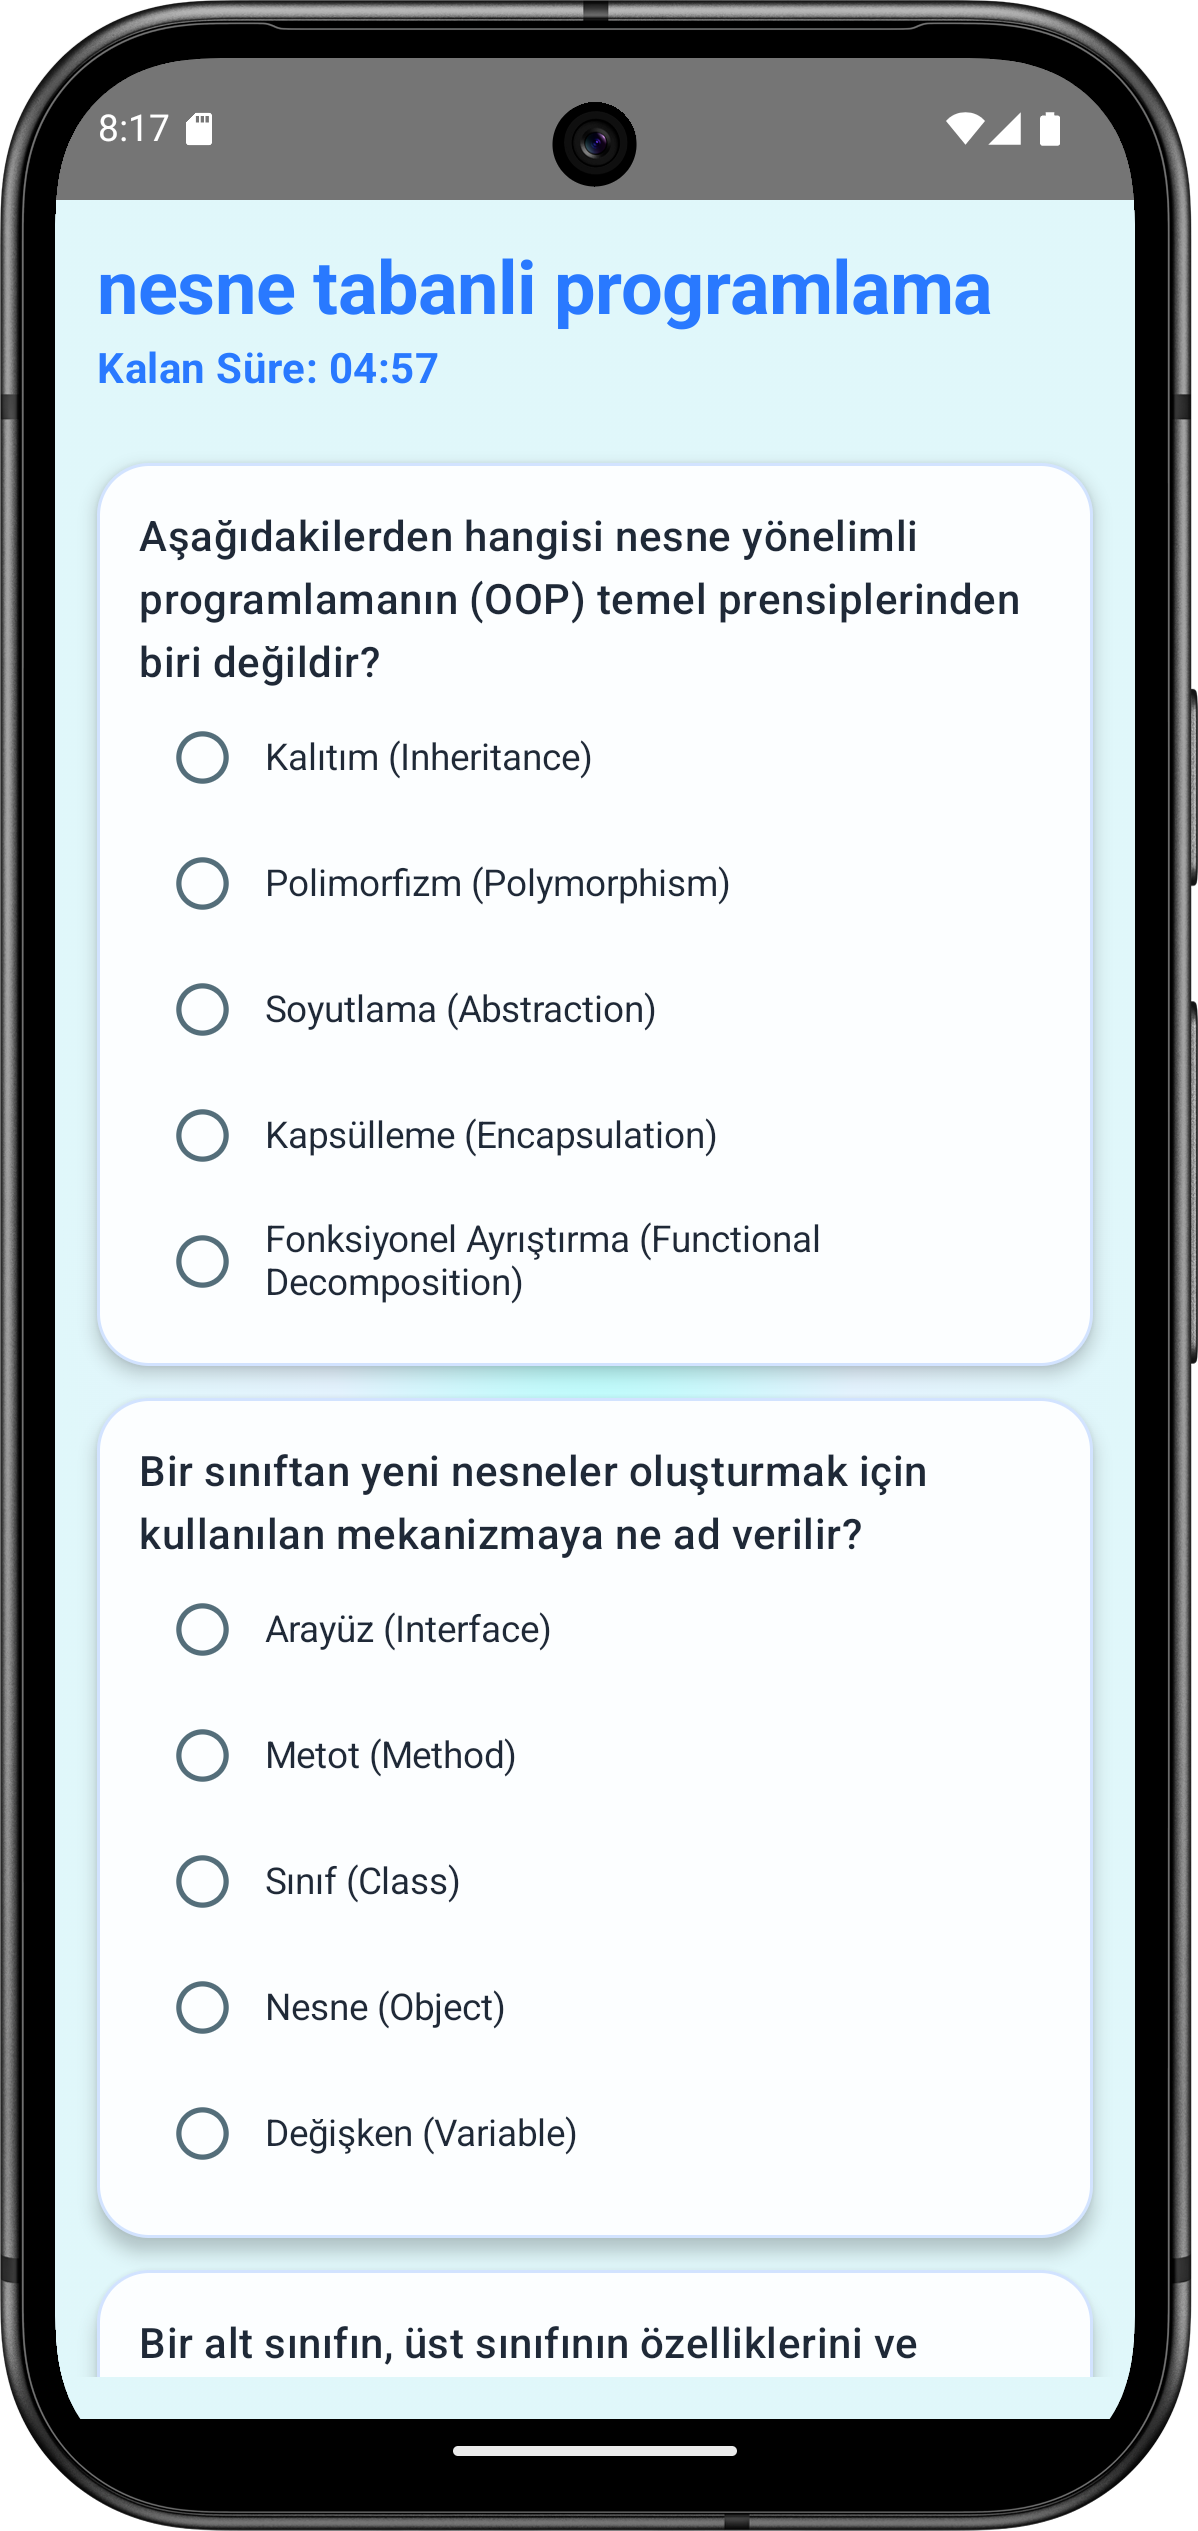 8:17
nesne tabanli programlama
Kalan Süre: 04:57
Aşağıdakilerden hangisi nesne yönelimli
programlamanın (OOP) temel prensiplerinden
biri değildir?
Kalıtım (Inheritance)
Polimorfizm (Polymorphism)
Soyutlama (Abstraction)
Kapsülleme (Encapsulation)
Fonksiyonel Ayrıştırma (Functional
Decomposition)
Bir sınıftan yeni nesneler oluşturmak için
kullanılan mekanizmaya ne ad verilir?
Arayüz (Interface)
Metot (Method)
Sınıf (Class)
Nesne (Object)
Değişken (Variable)
Bir alt sınıfın, üst sınıfının özelliklerini ve